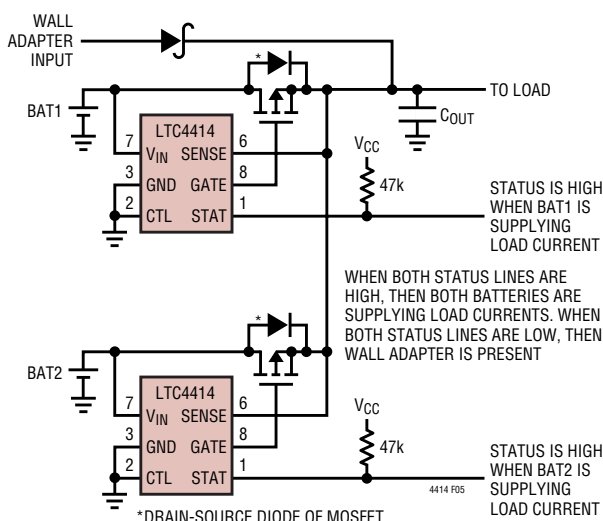 WALL
ADAPTER
INPUT
*
TO LOAD
BAT1
COUT
LTC4414
7
VIN SENSE
6
3
GND GATE
8
2
CTL STAT
1
VCC
47k
STATUS IS HIGH
WHEN BAT1 IS
SUPPLYING
LOAD CURRENT
WHEN BOTH STATUS LINES ARE
HIGH, THEN BOTH BATTERIES ARE
SUPPLYING LOAD CURRENTS. WHEN
BOTH STATUS LINES ARE LOW, THEN
WALL ADAPTER IS PRESENT
*
BAT2
LTC4414
7
VIN SENSE
6
3
GND GATE
8
2
CTL STAT
1
VCC
47k
4414 F05
STATUS IS HIGH
WHEN BAT2 IS
SUPPLYING
LOAD CURRENT
*DRAIN-SOURCE DIODE OF MOSFET